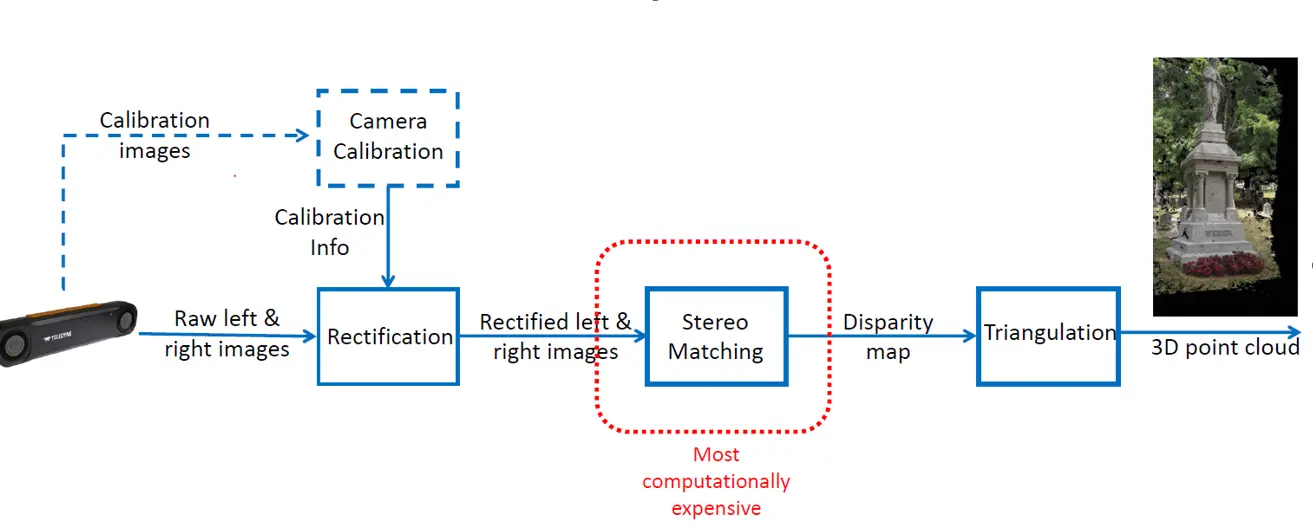 Calibration
images
Camera
Calibration
Calibration
Info
TELEDYNE
Raw left &
right images
Rectification
Rectified left &
right images
Stereo
Matching
Disparity
map
Triangulation
3D point cloud
Most
computationally
expensive